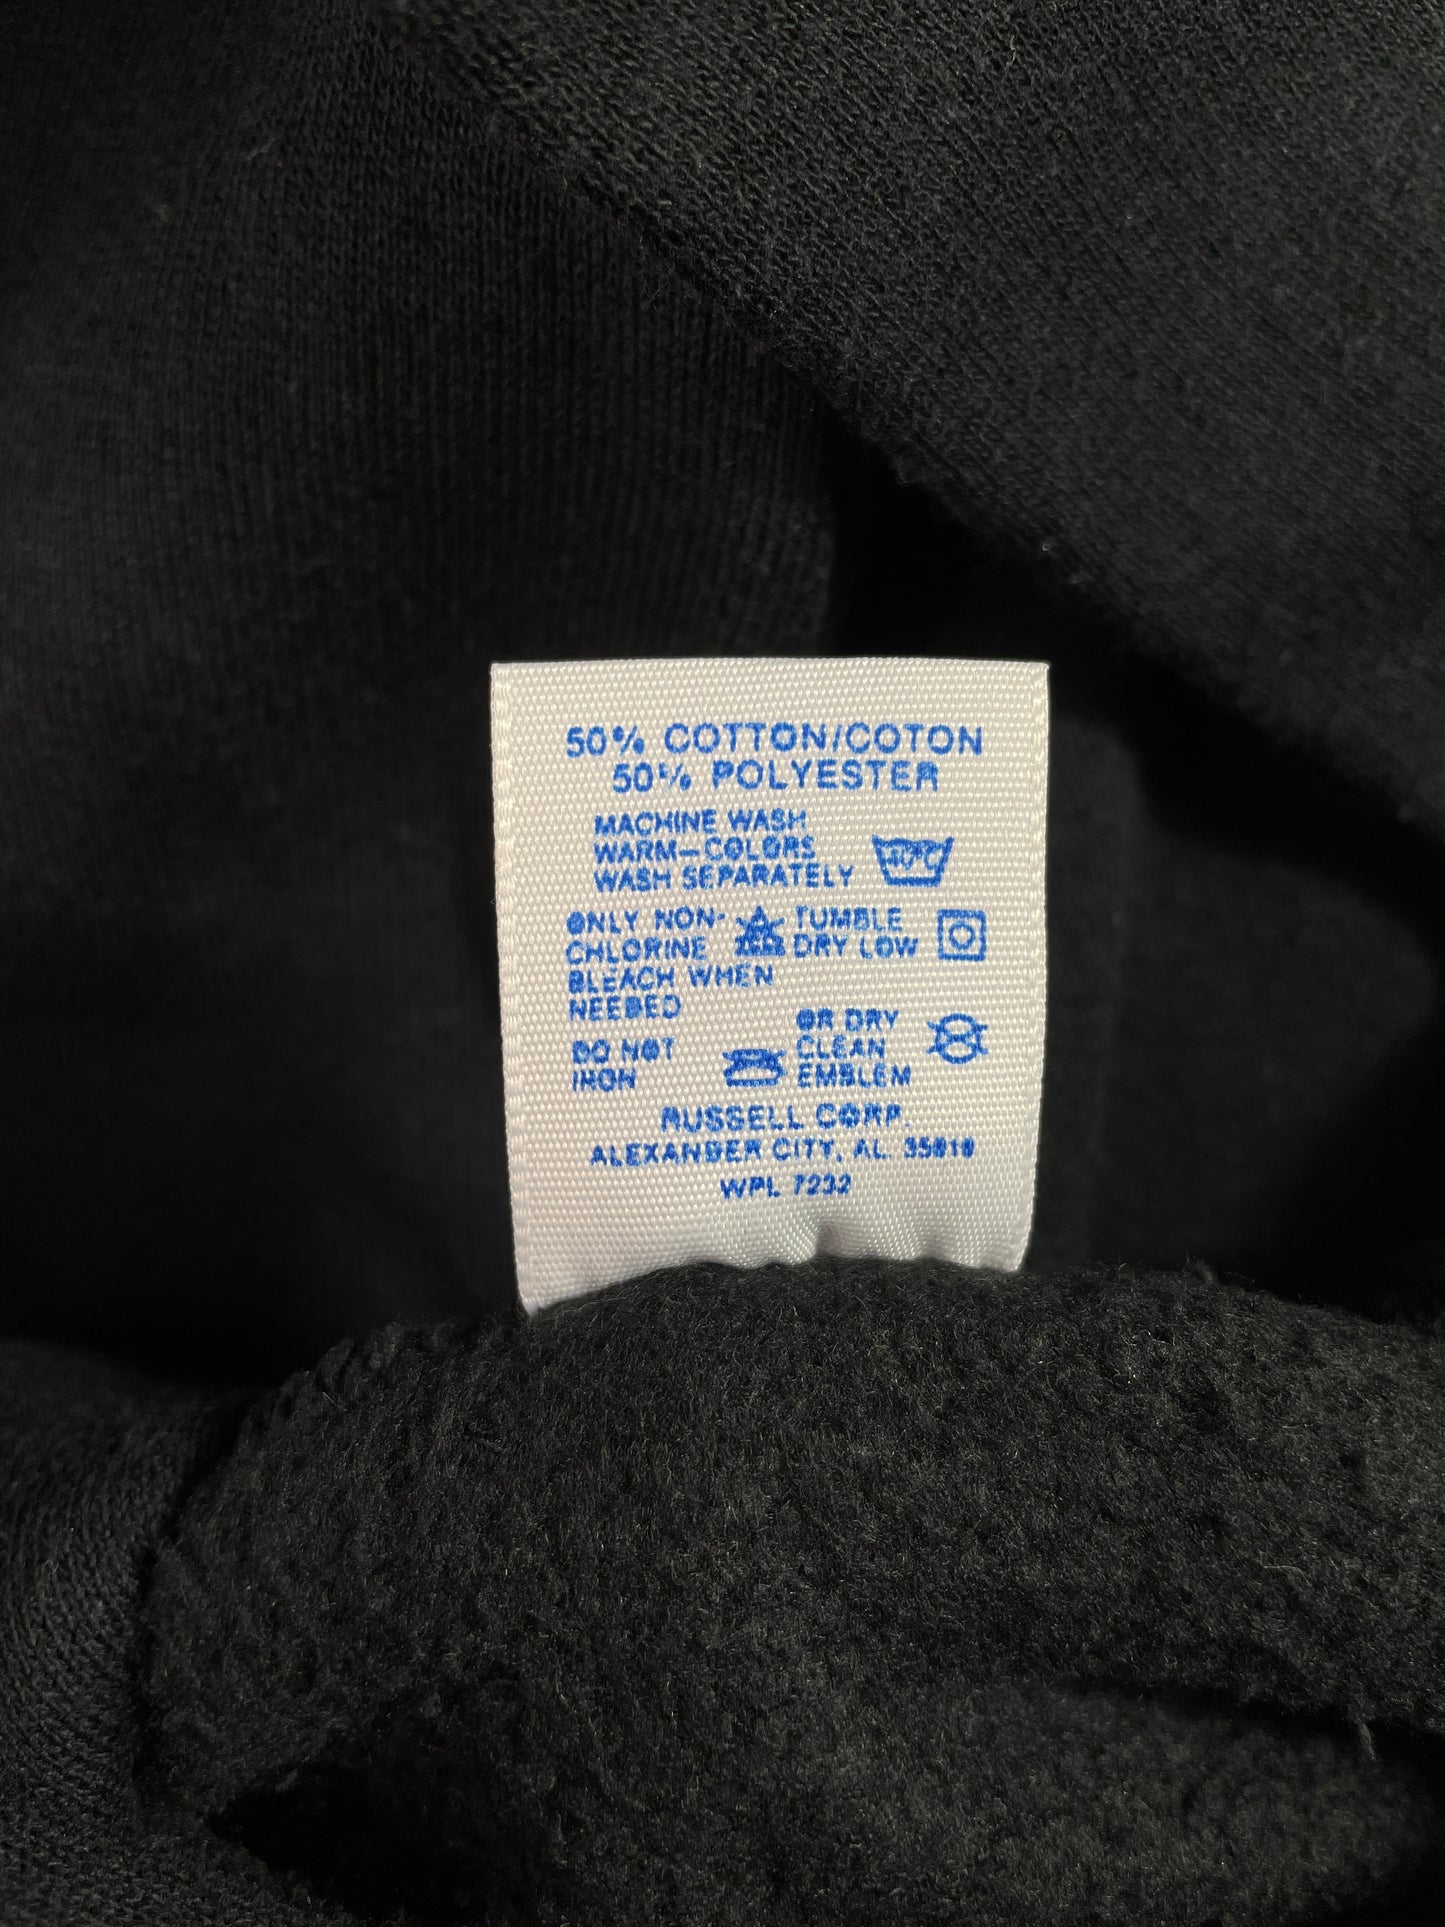 50% COTTON/COTON
50% POLYESTER
MACHINE WASH
WARM-COLORS
WASH SEPARATELY
40°C
ONLY NON-
CHLORINE
BLEACH WHEN
NEEDED
TUMBLE
DRY LOW
DO NOT
IRON
OR DRY
CLEAN
EMBLEM
RUSSELL CORP.
ALEXANDER CITY, AL. 35010
WPL 7232